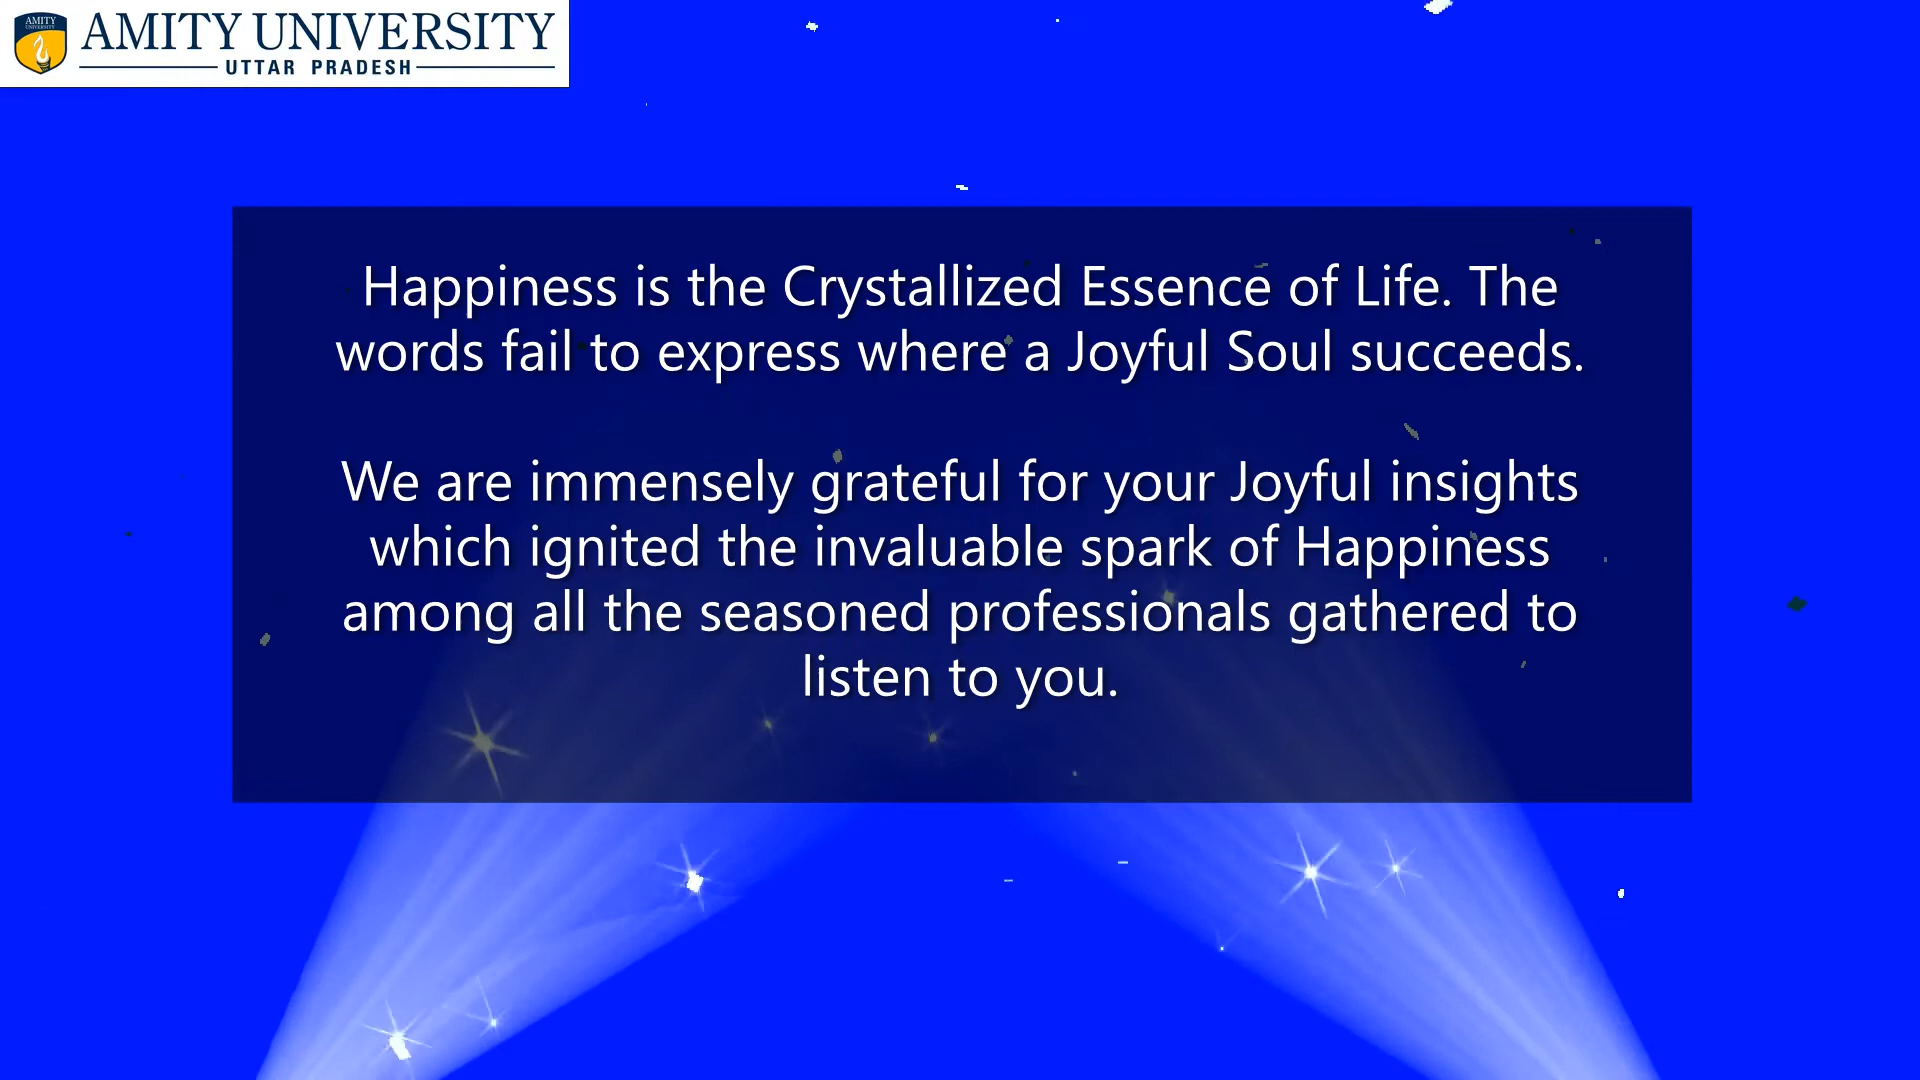 AMITY
UNIVERSITY
AMITY UNIVERSITY
UTTAR PRADESH
Happiness is the Crystallized Essence of Life. The
words fail to express where a Joyful Soul succeeds.
We are immensely grateful for your Joyful insights
which ignited the invaluable spark of Happiness
among all the seasoned professionals gathered to
listen to you.